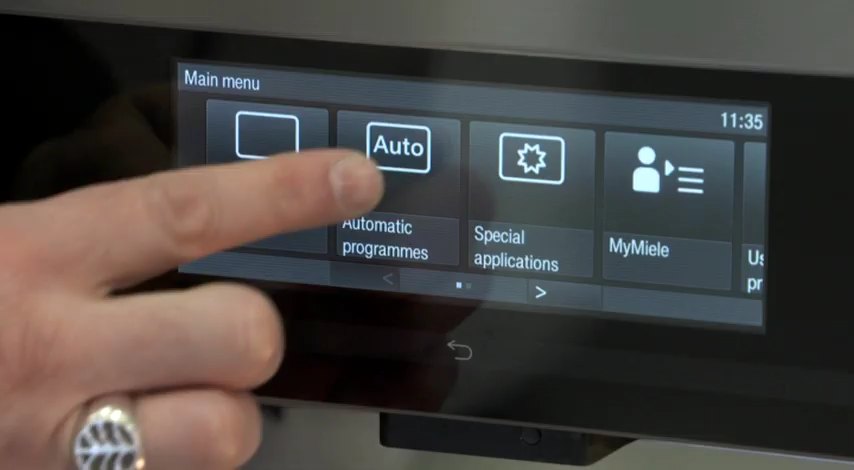 Main menu
11:35
Auto
Automatic
programmes
Special
applications
MyMiele